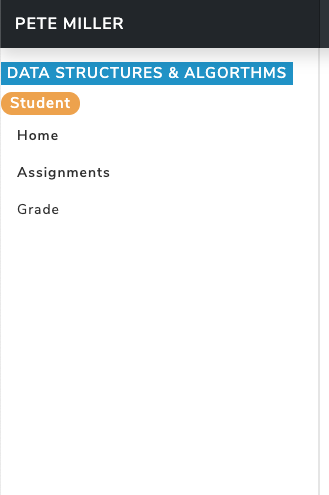 PETE MILLER
DATA STRUCTURES & ALGORTHMS
Student
Home
Assignments
Grade